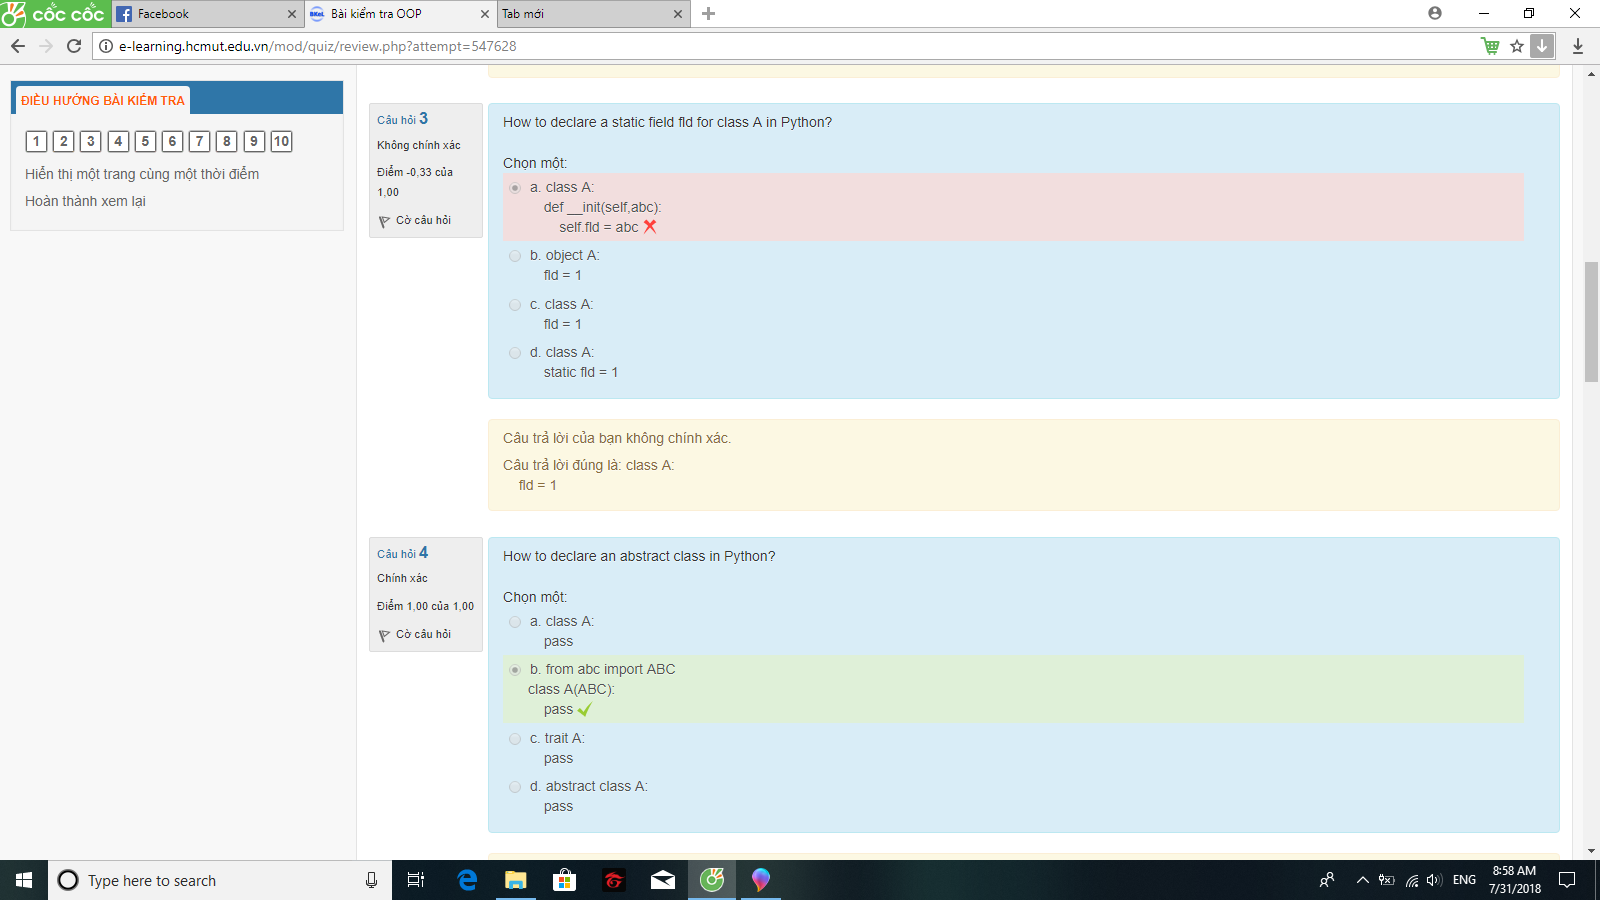 cốc cốc
Facebook
BKeL
Bài kiểm tra OOP
Tab mới
e-learning.hcmut.edu.vn/mod/quiz/review.php?attempt=547628
ĐIỀU HƯỚNG BÀI KIỂM TRA
1 2 3 4 5 6 7 8 9 10
Hiển thị một trang cùng một thời điểm
Hoàn thành xem lại
Câu hỏi 3
Không chính xác
Điểm -0,33 của
1,00
Cờ câu hỏi
How to declare a static field fld for class A in Python?
Chọn một:
a. class A:
def __init(self,abc):
self.fld = abc
b. object A:
fld = 1
c. class A:
fld = 1
d. class A:
static fld = 1
Câu trả lời của bạn không chính xác.
Câu trả lời đúng là: class A:
fld = 1
Câu hỏi 4
Chính xác
Điểm 1,00 của 1,00
Cờ câu hỏi
How to declare an abstract class in Python?
Chọn một:
a. class A:
pass
b. from abc import ABC
class A(ABC):
pass
c. trait A:
pass
d. abstract class A:
pass
Type here to search
ENG
8:58 AM
7/31/2018